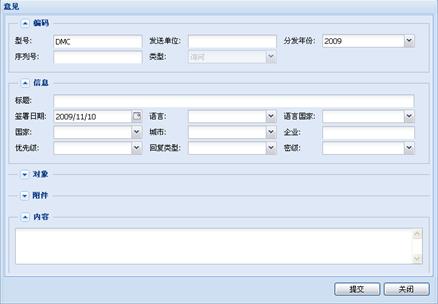 意见
编码
型号: DMC 发送单位: 分发年份: 2009
序列号: 类型: 询问
信息
标题:
签署日期: 2009/11/10 语言: 语言国家:
国家: 城市: 企业:
优先级: 回复类型: 密级:
对象
附件
内容
提交 关闭